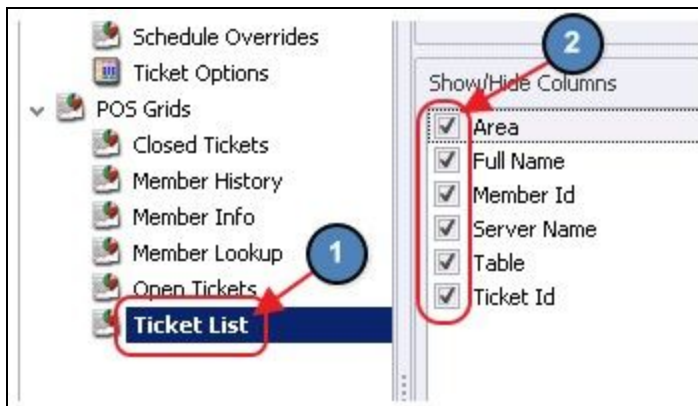 Schedule Overrides
Ticket Options
POS Grids
Closed Tickets
Member History
Member Info
Member Lookup
Open Tickets
Ticket List
1
2
Show/Hide Columns
Area
Full Name
Member Id
Server Name
Table
Ticket Id